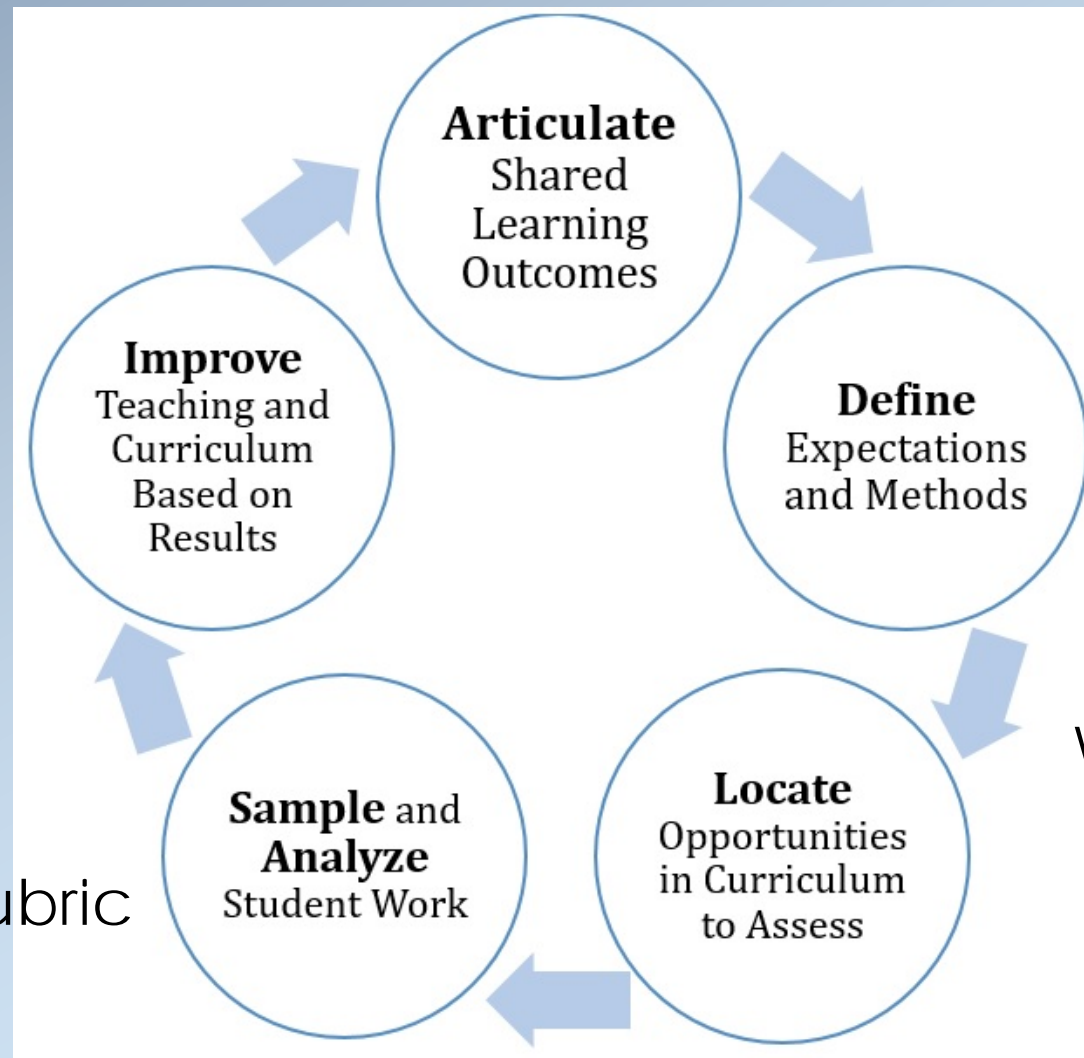 Articulate
Shared
Learning
Outcomes
Define
Expectations
and Methods
Locate
Opportunities
in Curriculum
to Assess
Sample and
Analyze
Student Work
Improve
Teaching and
Curriculum
Based on
Results
ubric